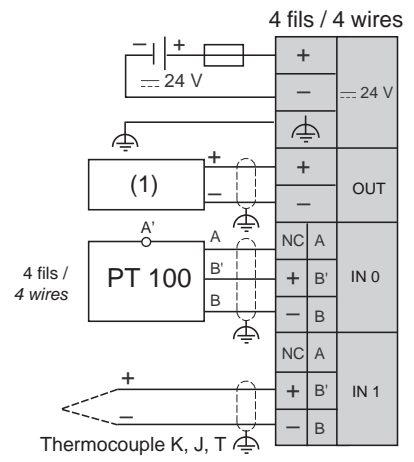 4 fils / 4 wires
− +
24 V
+
−
24 V
(1)
+
−
+
−
OUT
A'
4 fils /
4 wires
PT 100
A
B'
B
NC A
+ B'
− B
IN 0
NC A
+ B'
− B
IN 1
+
−
Thermocouple K, J, T